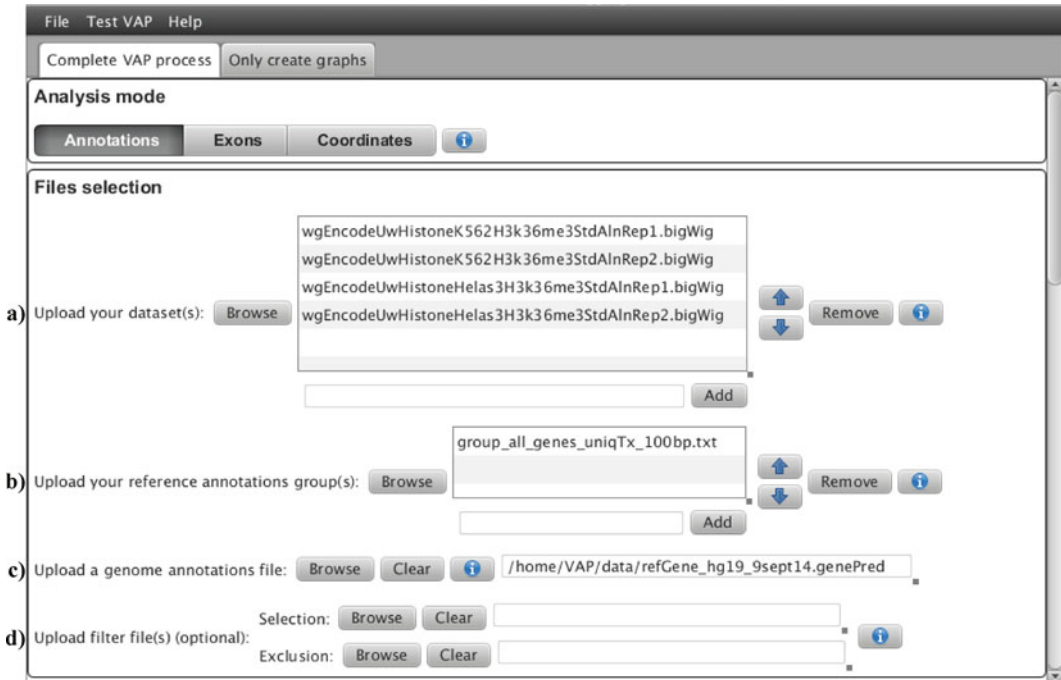 File Test VAP Help
Complete VAP process Only create graphs
Analysis mode
Annotations Exons Coordinates
Files selection
wgEncodeUwHistoneK562H3k36me3StdAlnRep1.bigWig
wgEncodeUwHistoneK562H3k36me3StdAlnRep2.bigWig
wgEncodeUwHistoneHelas3H3k36me3StdAlnRep1.bigWig
a) Upload your dataset(s): Browse wgEncodeUwHistoneHelas3H3k36me3StdAlnRep2.bigWig Remove
Add
group_all_genes_uniqTx_100bp.txt
b) Upload your reference annotations group(s): Browse Remove
Add
c) Upload a genome annotations file: Browse Clear /home/VAP/data/refGene_hg19_9sept14.genePred
Selection: Browse Clear
d) Upload filter file(s) (optional):
Exclusion: Browse Clear